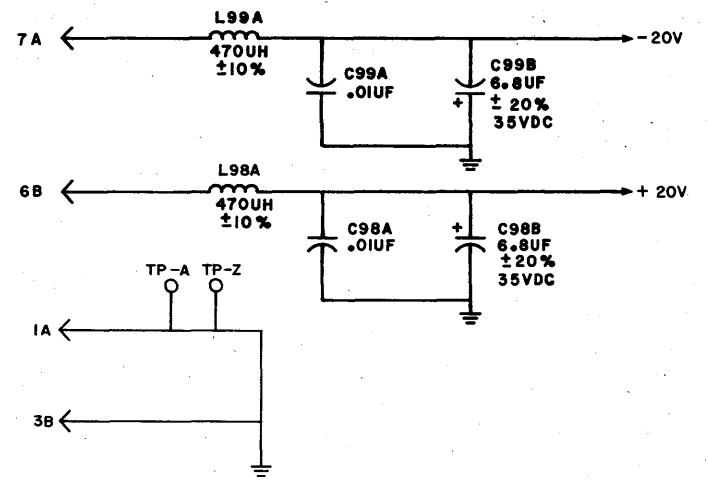 L99A
7A
470UH
±10%
-20V
C99A
.01UF
C99B
6.8UF
+
± 20%
35VDC
L98A
6B
470UH
±10%
+ 20V
C98A
.01UF
+
C98B
6.8UF
±20%
35VDC
TP-A TP-Z
1A
3B